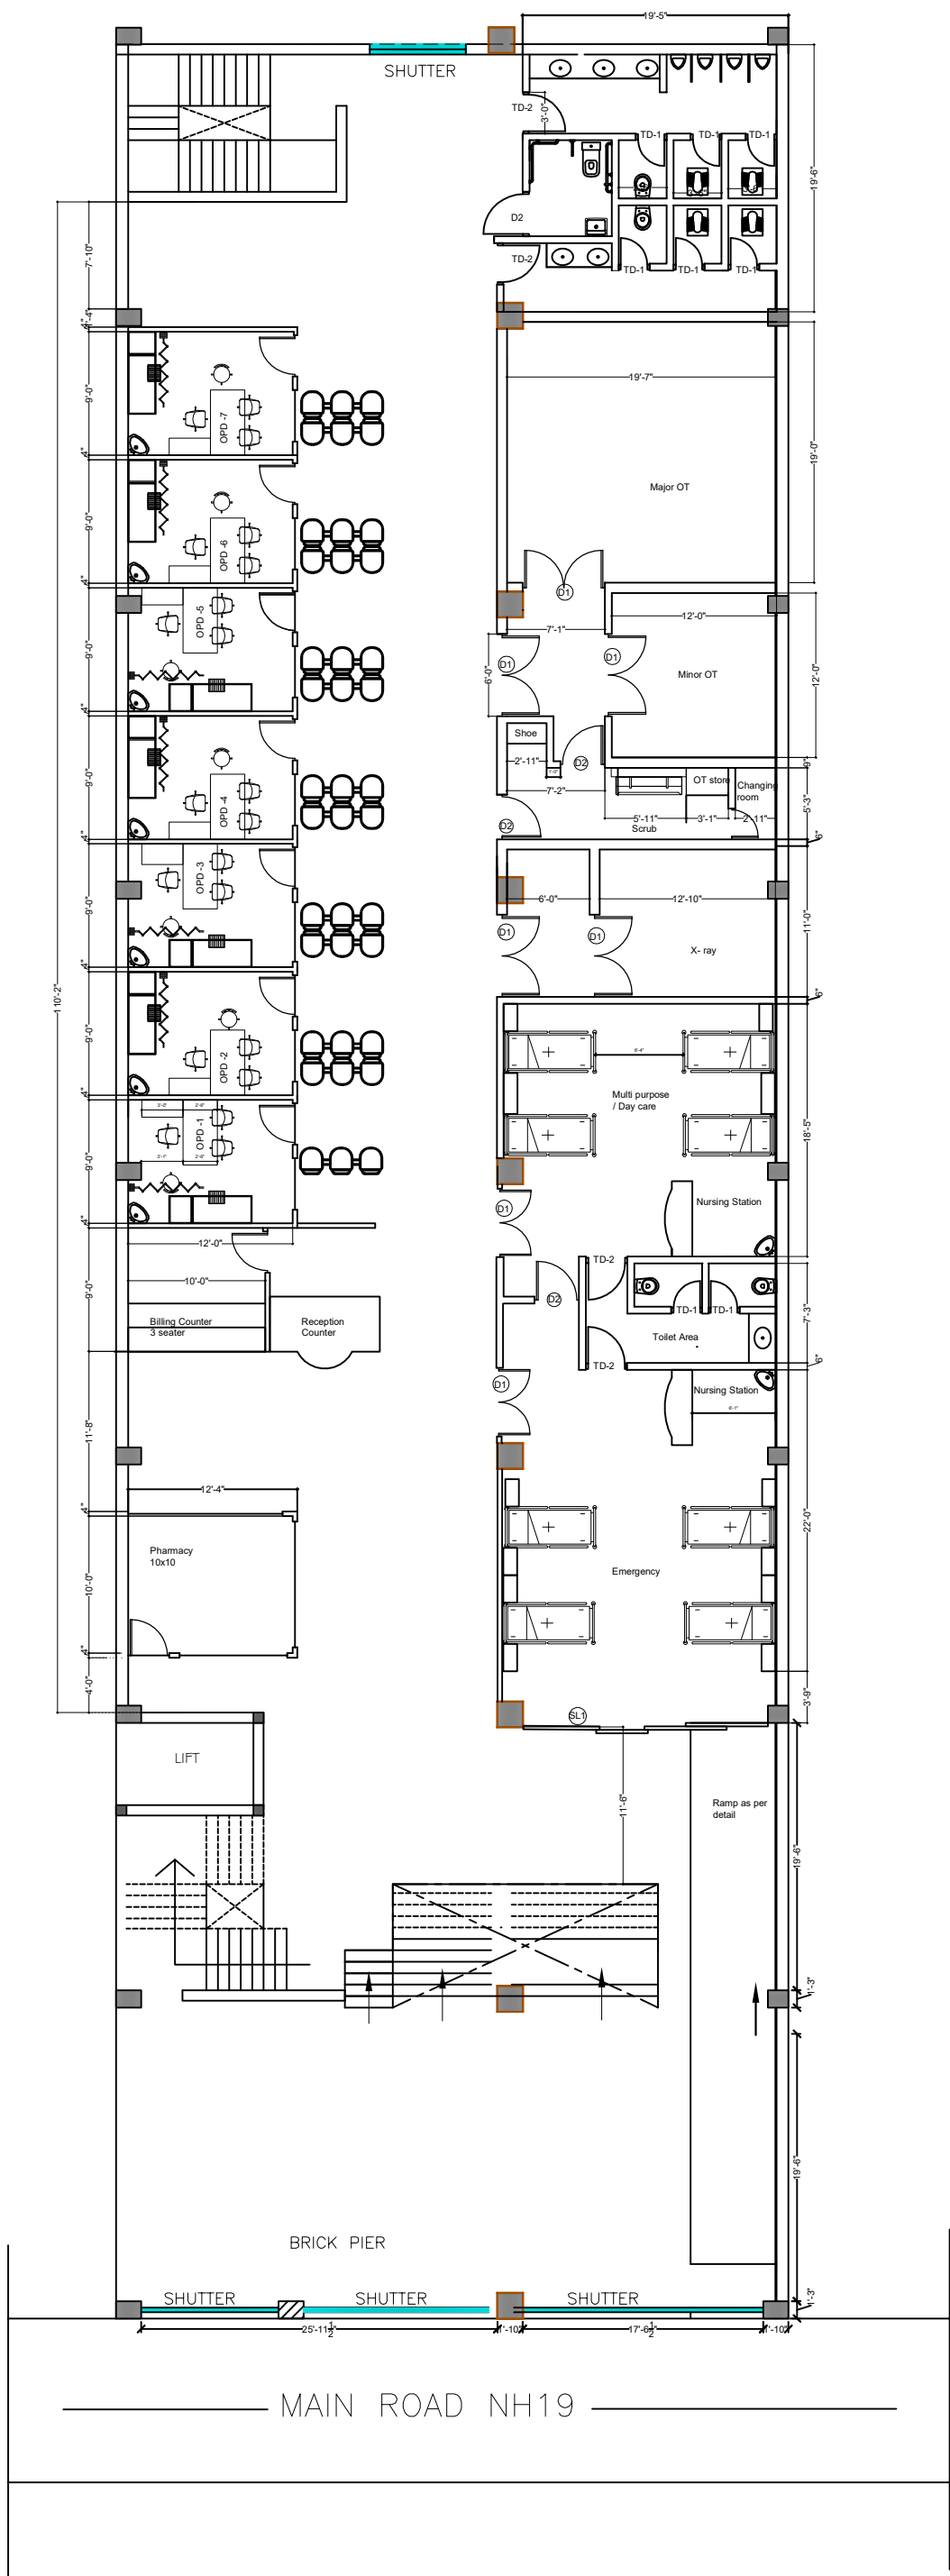 19'-5"
SHUTTER
TD-2
3'-0"
TD-1
TD-1
TD-1
19'-6"
D2
TD-2
TD-1
TD-1
TD-1
7'-10"
4"
19'-7"
9'-0"
OPD -7
19'-0"
Major OT
4"
9'-0"
OPD -6
4"
D1
9'-0"
OPD -5
7'-1"
12'-0"
D1
D1
6'-0"
Minor OT
12'-0"
4"
Shoe
2'-11"
D2
7'-2"
9"
OT store
Changing
room
5'-3"
9'-0"
OPD -4
5'-11"
3'-1"
2'-11"
D2
Scrub
6"
4"
9'-0"
OPD -3
6'-0"
12'-10"
11'-0"
D1
D1
X- ray
4"
6"
110'-2"
9'-0"
OPD -2
Multi purpose
/ Day care
18'-5"
4"
9'-0"
OPD -1
Nursing Station
D1
4"
12'-0"
TD-2
10'-0"
9'-0"
D2
TD-1
TD-1
7'-3"
Billing Counter
3 seater
Reception
Counter
Toilet Area
TD-2
6"
D1
Nursing Station
11'-8"
12'-4"
4"
22'-0"
Pharmacy
10x10
Emergency
10'-0"
4"
4'-0"
3'-9"
SL1
LIFT
11'-6"
Ramp as per
detail
19'-6"
1'-3"
19'-6"
BRICK PIER
SHUTTER
SHUTTER
SHUTTER
1'-3"
25'-11½"
1'-10"
17'-6½"
1'-10"
MAIN ROAD NH19